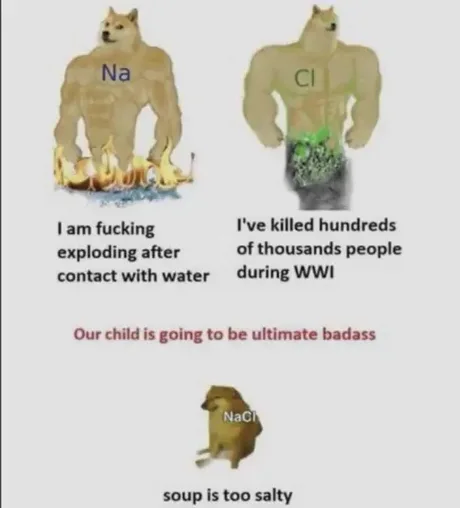 Na
Cl
I am fucking
exploding after
contact with water
I've killed hundreds
of thousands people
during WWI
Our child is going to be ultimate badass
NaCl
soup is too salty